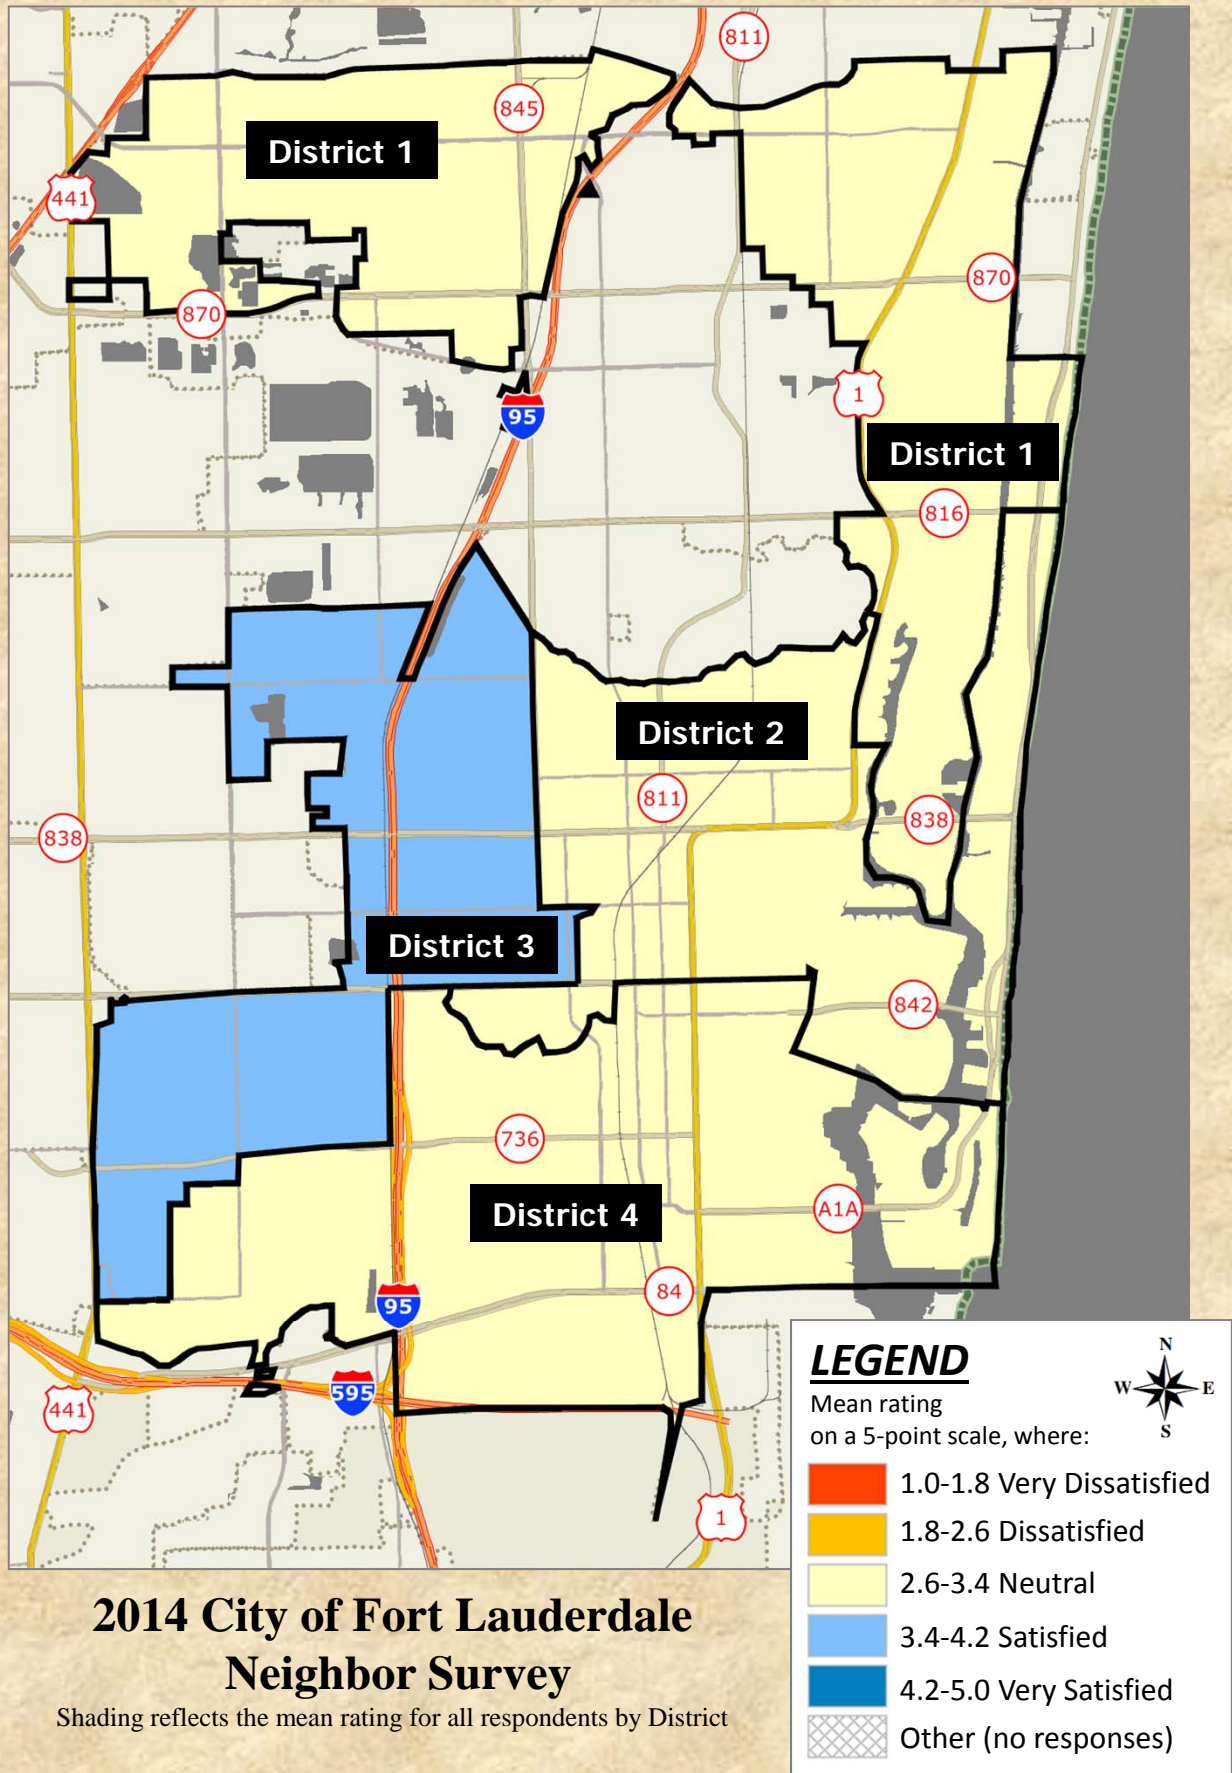 811
845
District 1
441
870
870
95
1
District 1
816
District 2
811
838
838
District 3
842
736
District 4
A1A
84
95
595
441
1
LEGEND
Mean rating
on a 5-point scale, where:
N
W E
S
1.0-1.8 Very Dissatisfied
1.8-2.6 Dissatisfied
2.6-3.4 Neutral
3.4-4.2 Satisfied
4.2-5.0 Very Satisfied
Other (no responses)
2014 City of Fort Lauderdale
Neighbor Survey
Shading reflects the mean rating for all respondents by District